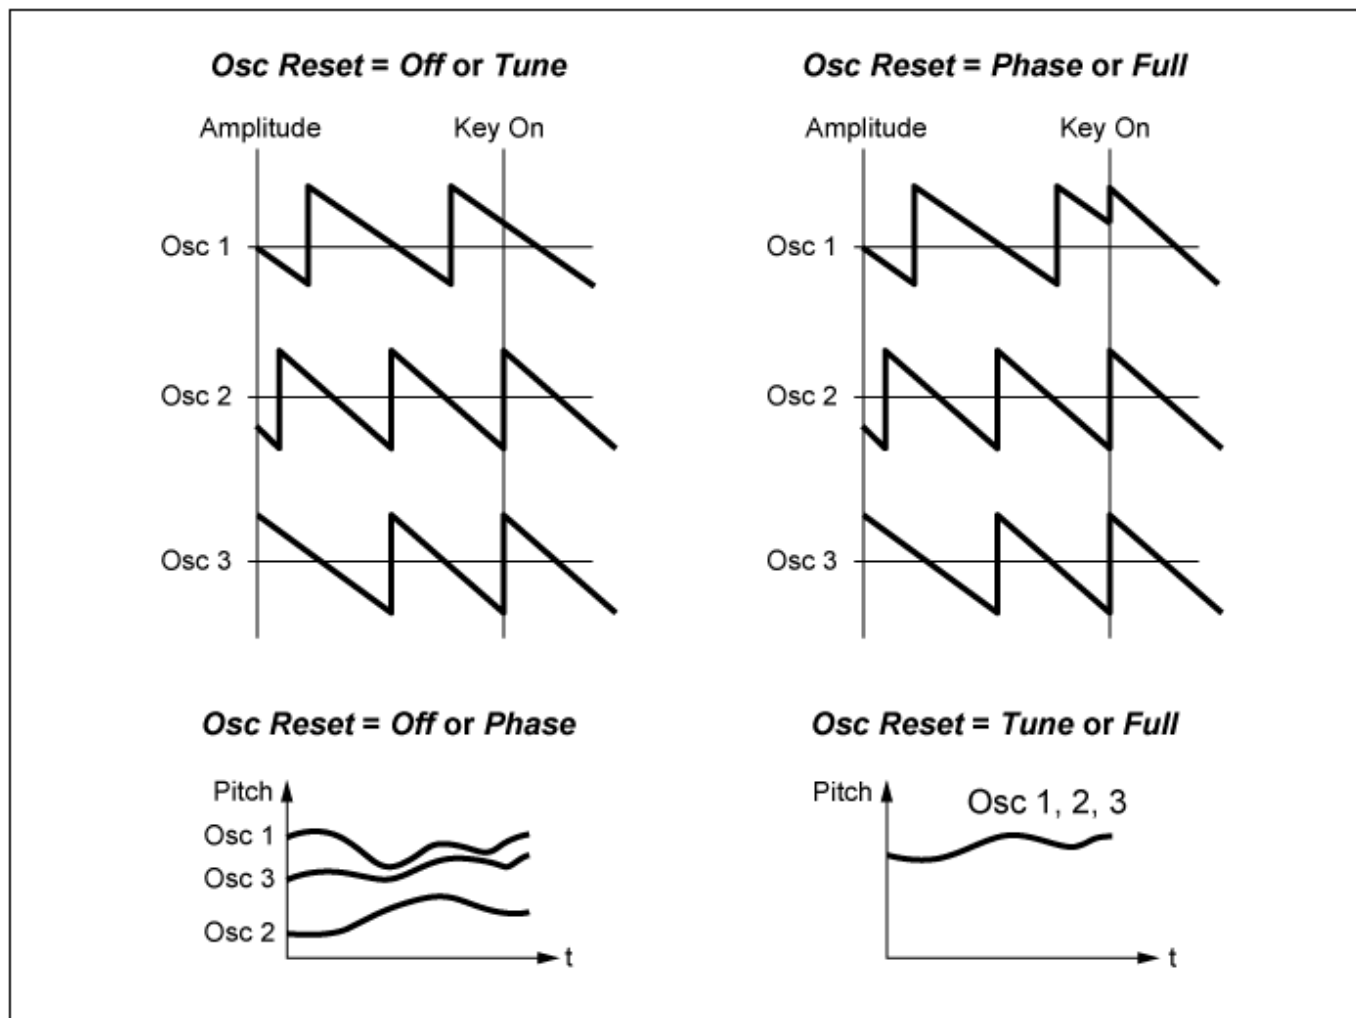 Osc Reset = Off or Tune
Amplitude Key On
Osc 1
Osc 2
Osc 3
Osc Reset = Phase or Full
Amplitude Key On
Osc 1
Osc 2
Osc 3
Osc Reset = Off or Phase
Pitch
Osc 1
Osc 3
Osc 2
t
Osc Reset = Tune or Full
Pitch
Osc 1, 2, 3
t